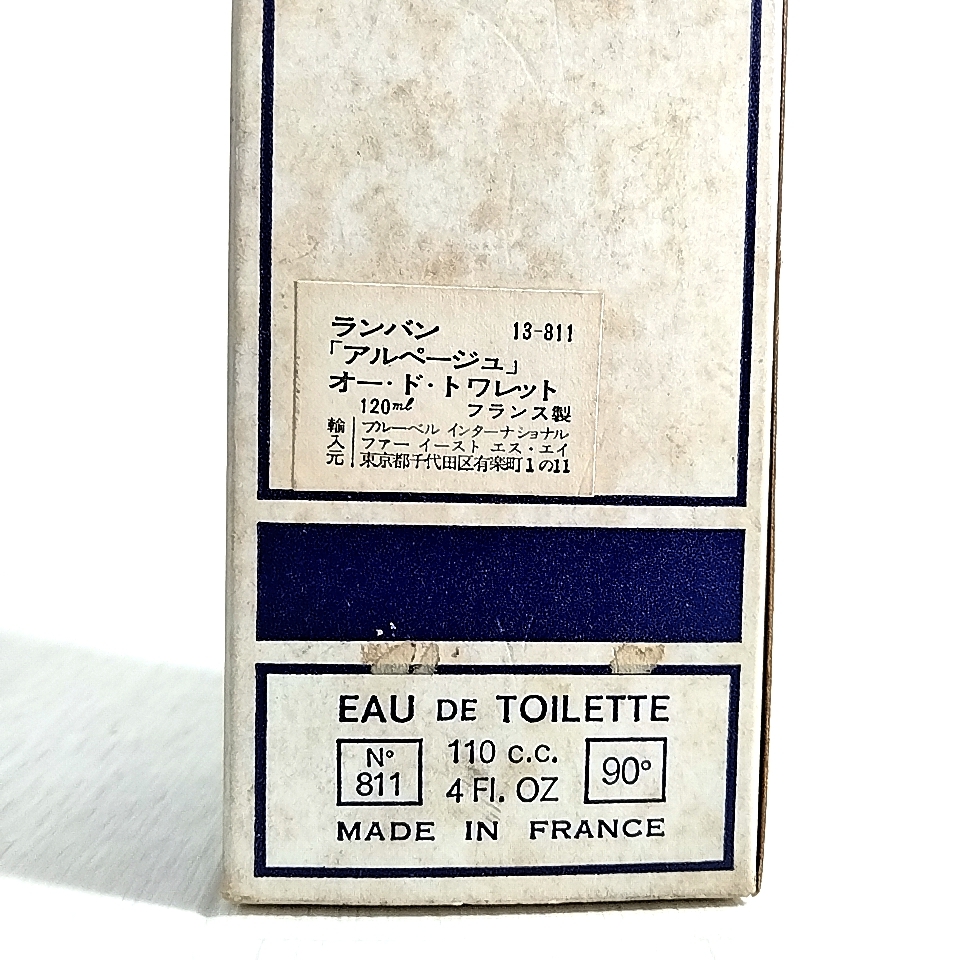 ランバン 13-811
「アルページュ」
オー・ド・トワレット
120ml フランス製
輸入元 ブルーベル インターナショナル
ファー イースト エス・エイ
東京都千代田区有楽町1の11
EAU DE TOILETTE
N° 811 110 c.c. 4 Fl. OZ 90°
MADE IN FRANCE